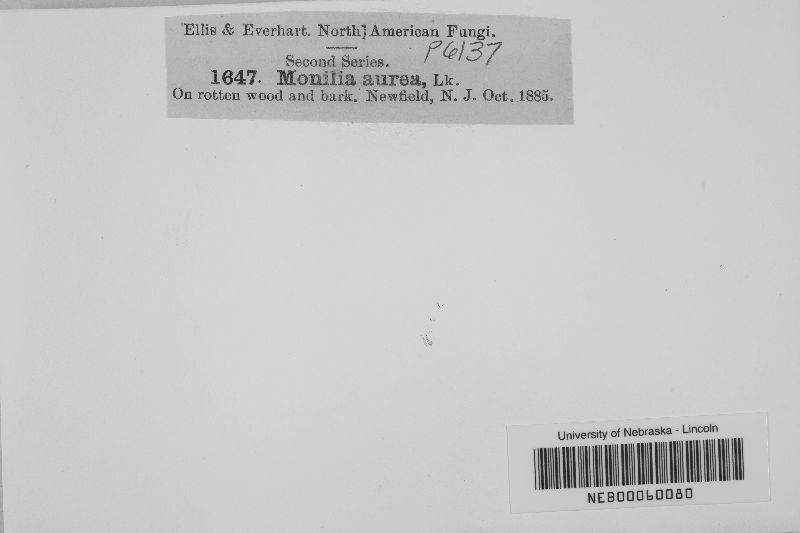 Ellis & Everhart. North] American Fungi.
P6137
Second Series.
1647. Monilia aurea, Lk.
On rotten wood and bark. Newfield, N. J. Oct. 1885.
University of Nebraska - Lincoln
NEB00060080